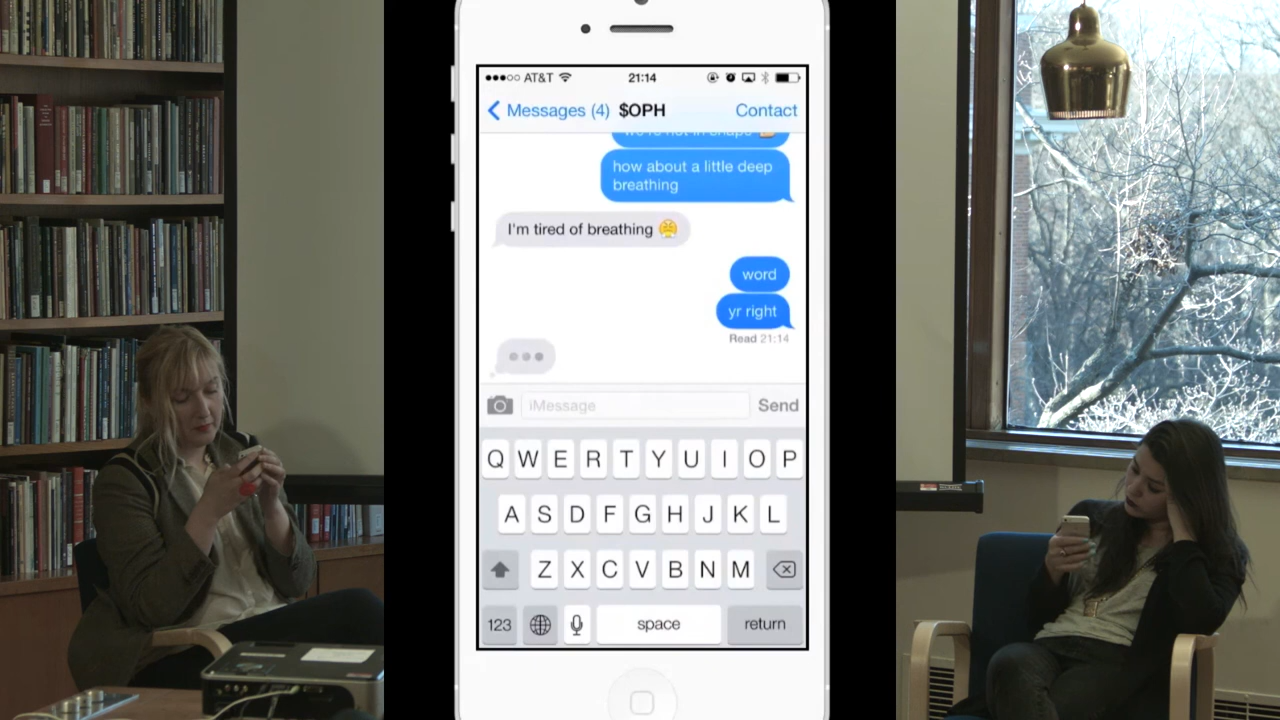 AT&T 21:14
Messages (4) $OPH Contact
how about a little deep
breathing
I'm tired of breathing
word
yr right
Read 21:14
iMessage Send
Q W E R T Y U I O P
A S D F G H J K L
Z X C V B N M
123 space return